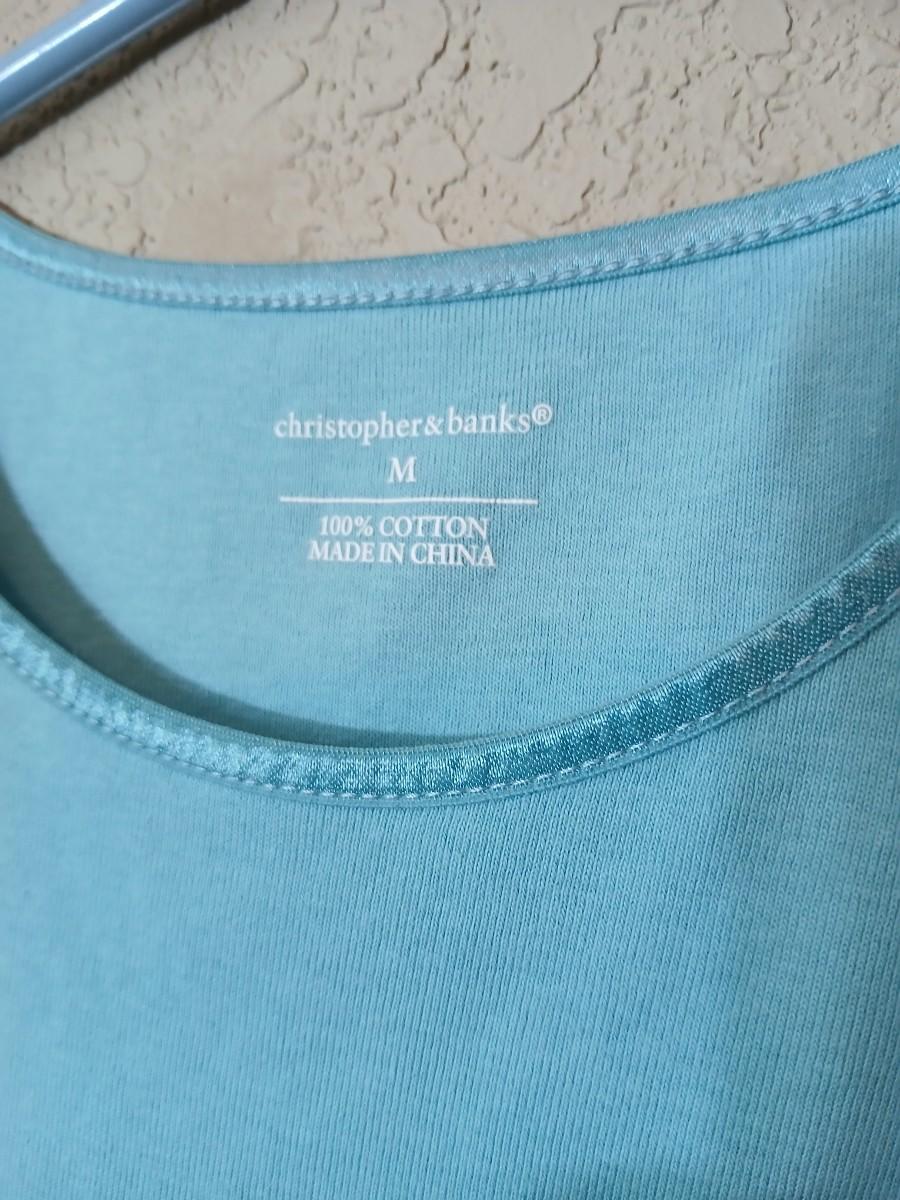 christopher&banks®
M
100% COTTON
MADE IN CHINA